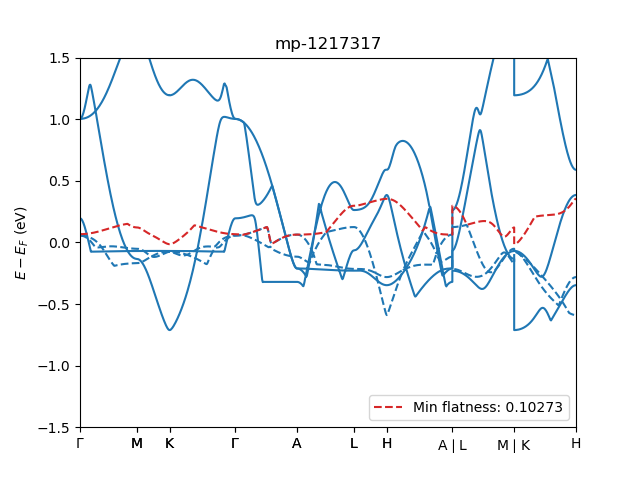 mp-1217317
E − E_F (eV)
1.5
1.0
0.5
0.0
−0.5
−1.0
−1.5
Min flatness: 0.10273
Γ M K Γ A L H A | L M | K H